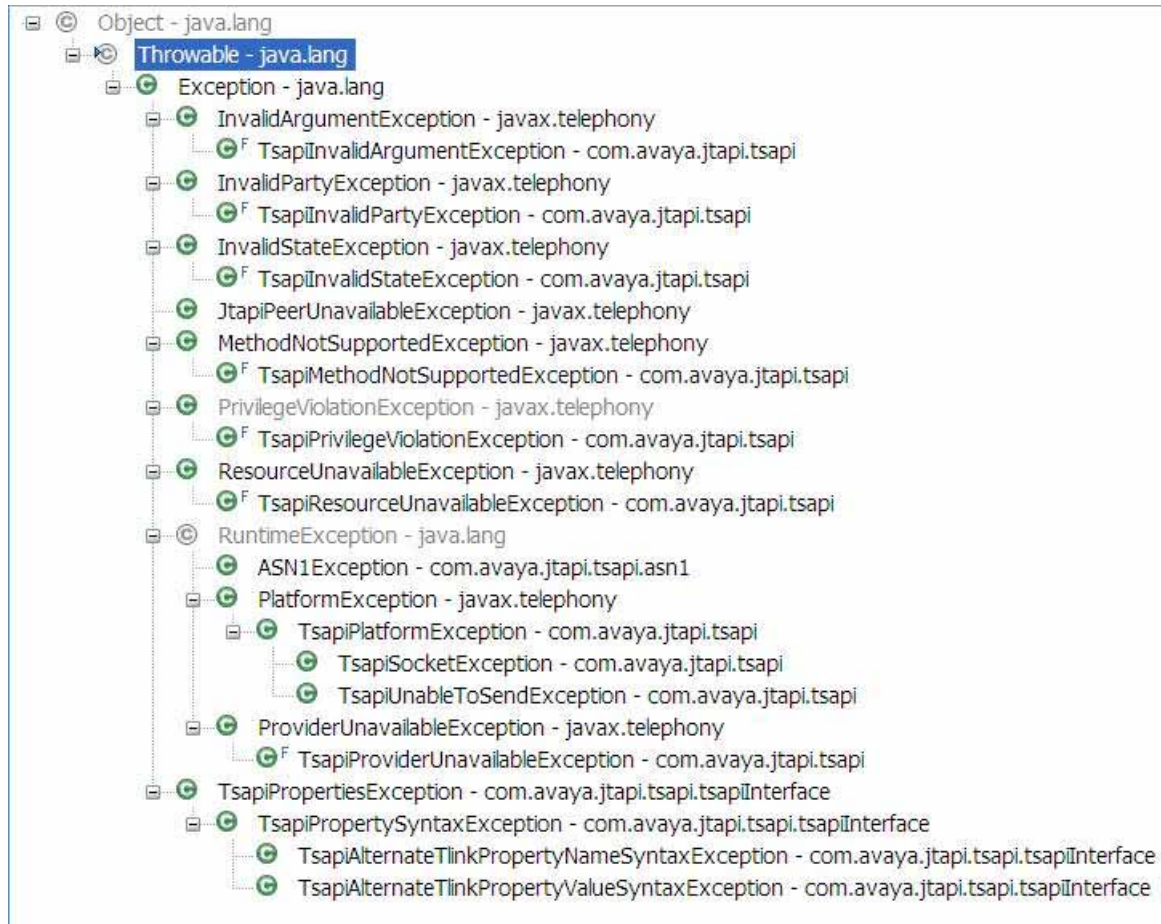 Object - java.lang
Throwable - java.lang
Exception - java.lang
InvalidArgumentException - javax.telephony
F TsapiInvalidArgumentException - com.avaya.jtapi.tsapi
InvalidPartyException - javax.telephony
F TsapiInvalidPartyException - com.avaya.jtapi.tsapi
InvalidStateException - javax.telephony
F TsapiInvalidStateException - com.avaya.jtapi.tsapi
JtapiPeerUnavailableException - javax.telephony
MethodNotSupportedException - javax.telephony
F TsapiMethodNotSupportedException - com.avaya.jtapi.tsapi
PrivilegeViolationException - javax.telephony
F TsapiPrivilegeViolationException - com.avaya.jtapi.tsapi
ResourceUnavailableException - javax.telephony
F TsapiResourceUnavailableException - com.avaya.jtapi.tsapi
RuntimeException - java.lang
ASN1Exception - com.avaya.jtapi.tsapi.asn1
PlatformException - javax.telephony
TsapiPlatformException - com.avaya.jtapi.tsapi
TsapiSocketException - com.avaya.jtapi.tsapi
TsapiUnableToSendException - com.avaya.jtapi.tsapi
ProviderUnavailableException - javax.telephony
F TsapiProviderUnavailableException - com.avaya.jtapi.tsapi
TsapiPropertiesException - com.avaya.jtapi.tsapi.tsapiInterface
TsapiPropertySyntaxException - com.avaya.jtapi.tsapi.tsapiInterface
TsapiAlternateTlinkPropertyNameSyntaxException - com.avaya.jtapi.tsapi.tsapiInterface
TsapiAlternateTlinkPropertyValueSyntaxException - com.avaya.jtapi.tsapi.tsapiInterface